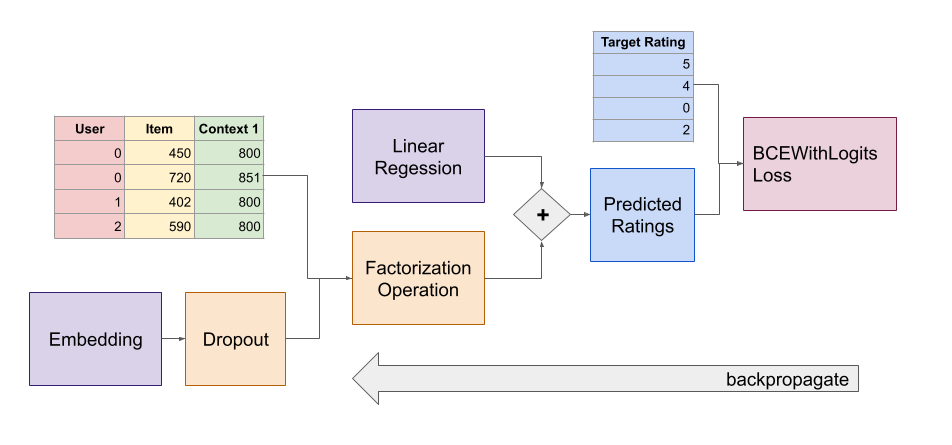 Target Rating
5
4
0
2
User Item Context 1
0 450 800
0 720 851
1 402 800
2 590 800
Linear
Regression
+
Predicted
Ratings
BCEWithLogits
Loss
Factorization
Operation
Embedding
Dropout
backpropagate